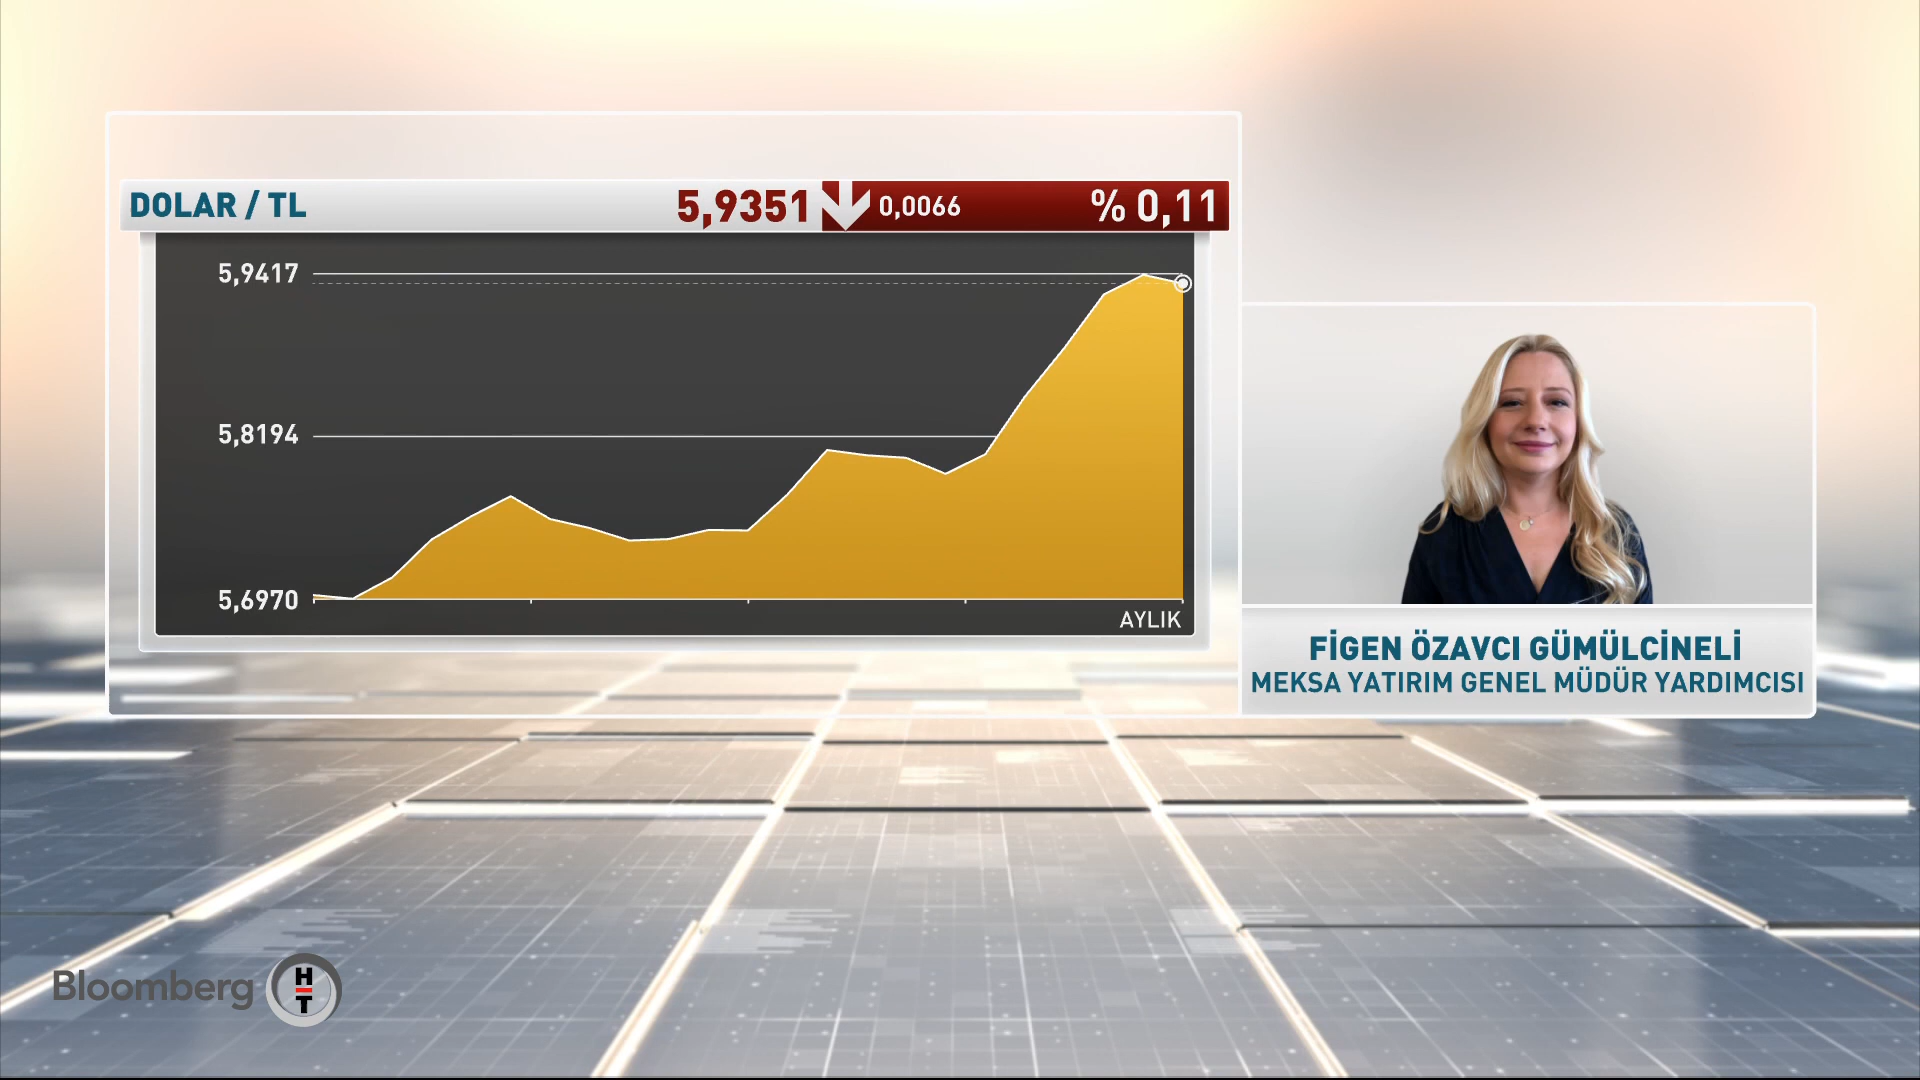 DOLAR / TL
5,9351 0,0066 % 0,11
5,9417
5,8194
5,6970
AYLIK
FİGEN ÖZAVCI GÜMÜLCİNELİ
MEKSA YATIRIM GENEL MÜDÜR YARDIMCISI
Bloomberg HT